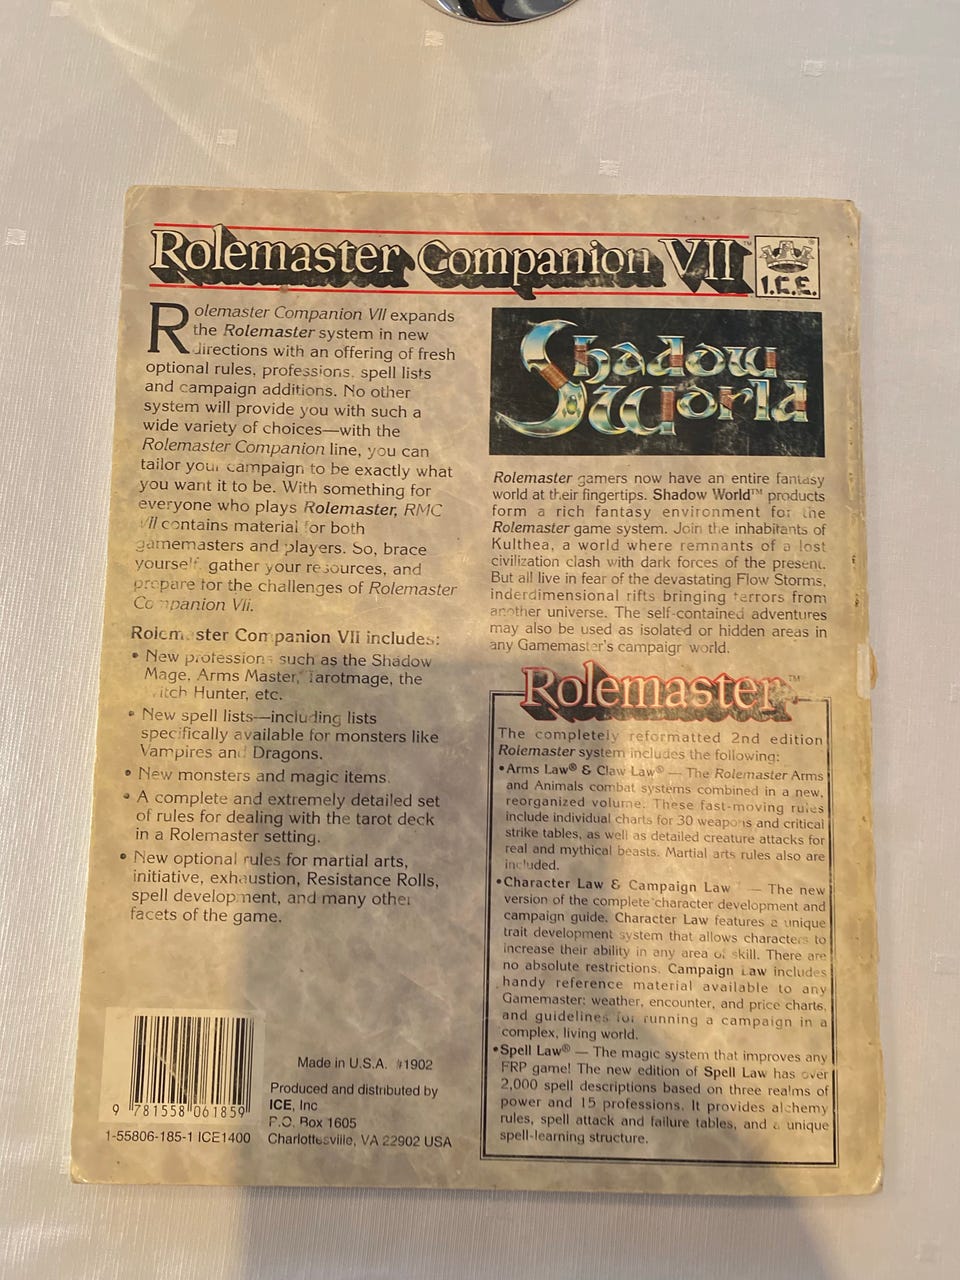 Rolemaster Companion VII™
I.C.E.®
Rolemaster Companion VII expands
the Rolemaster system in new
directions with an offering of fresh
optional rules, professions, spell lists
and campaign additions. No other
system will provide you with such a
wide variety of choices—with the
Rolemaster Companion line, you can
tailor your campaign to be exactly what
you want it to be. With something for
everyone who plays Rolemaster, RMC
VII contains material for both
gamemasters and players. So, brace
yourself, gather your resources, and
prepare for the challenges of Rolemaster
Companion VII.
Rolemaster Companion VII includes:
• New professions such as the Shadow
Mage, Arms Master, Tarotmage, the
Witch Hunter, etc.
• New spell lists—including lists
specifically available for monsters like
Vampires and Dragons.
• New monsters and magic items.
• A complete and extremely detailed set
of rules for dealing with the tarot deck
in a Rolemaster setting.
• New optional rules for martial arts,
initiative, exhaustion, Resistance Rolls,
spell development, and many other
facets of the game.
9 781558 061859
1-55806-185-1 ICE1400
Made in U.S.A. #1902
Produced and distributed by
ICE, Inc
P.O. Box 1605
Charlottesville, VA 22902 USA
Shadow
World
Rolemaster gamers now have an entire fantasy
world at their fingertips. Shadow World™ products
form a rich fantasy environment for the
Rolemaster game system. Join the inhabitants of
Kulthea, a world where remnants of a lost
civilization clash with dark forces of the present.
But all live in fear of the devastating Flow Storms,
inderdimensional rifts bringing terrors from
another universe. The self-contained adventures
may also be used as isolated or hidden areas in
any Gamemaster's campaign world.
Rolemaster™
The completely reformatted 2nd edition
Rolemaster system includes the following:
•Arms Law® & Claw Law® — The Rolemaster Arms
and Animals combat systems combined in a new,
reorganized volume. These fast-moving rules
include individual charts for 30 weapons and critical
strike tables, as well as detailed creature attacks for
real and mythical beasts. Martial arts rules also are
included.
•Character Law & Campaign Law — The new
version of the complete character development and
campaign guide. Character Law features a unique
trait development system that allows characters to
increase their ability in any area of skill. There are
no absolute restrictions. Campaign Law includes
handy reference material available to any
Gamemaster: weather, encounter, and price charts,
and guidelines for running a campaign in a
complex, living world.
•Spell Law® — The magic system that improves any
FRP game! The new edition of Spell Law has over
2,000 spell descriptions based on three realms of
power and 15 professions. It provides alchemy
rules, spell attack and failure tables, and a unique
spell-learning structure.